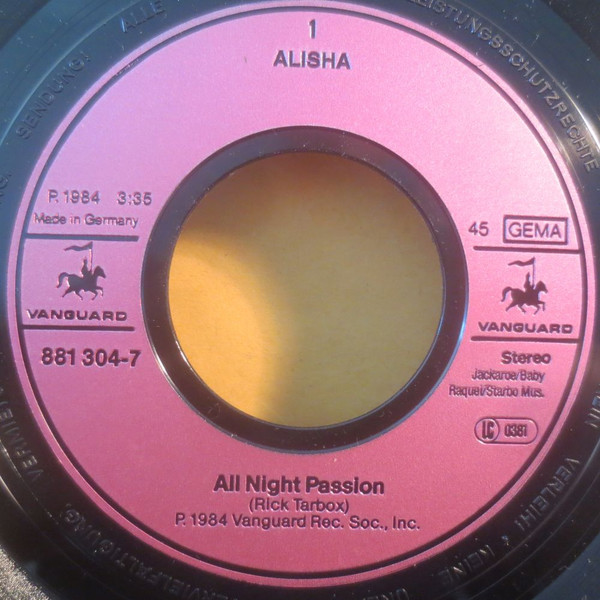 1
ALISHA
P. 1984 3:35
Made in Germany
VANGUARD
881 304-7
45 GEMA
VANGUARD
Stereo
Jackaroe/Baby
Raquel/Starbo Mus.
LC 0381
All Night Passion
(Rick Tarbox)
P. 1984 Vanguard Rec. Soc., Inc.
SENDUNG! ALLE
LEISTUNGSSCHUTZRECHTE
VERLEIH! KEINE